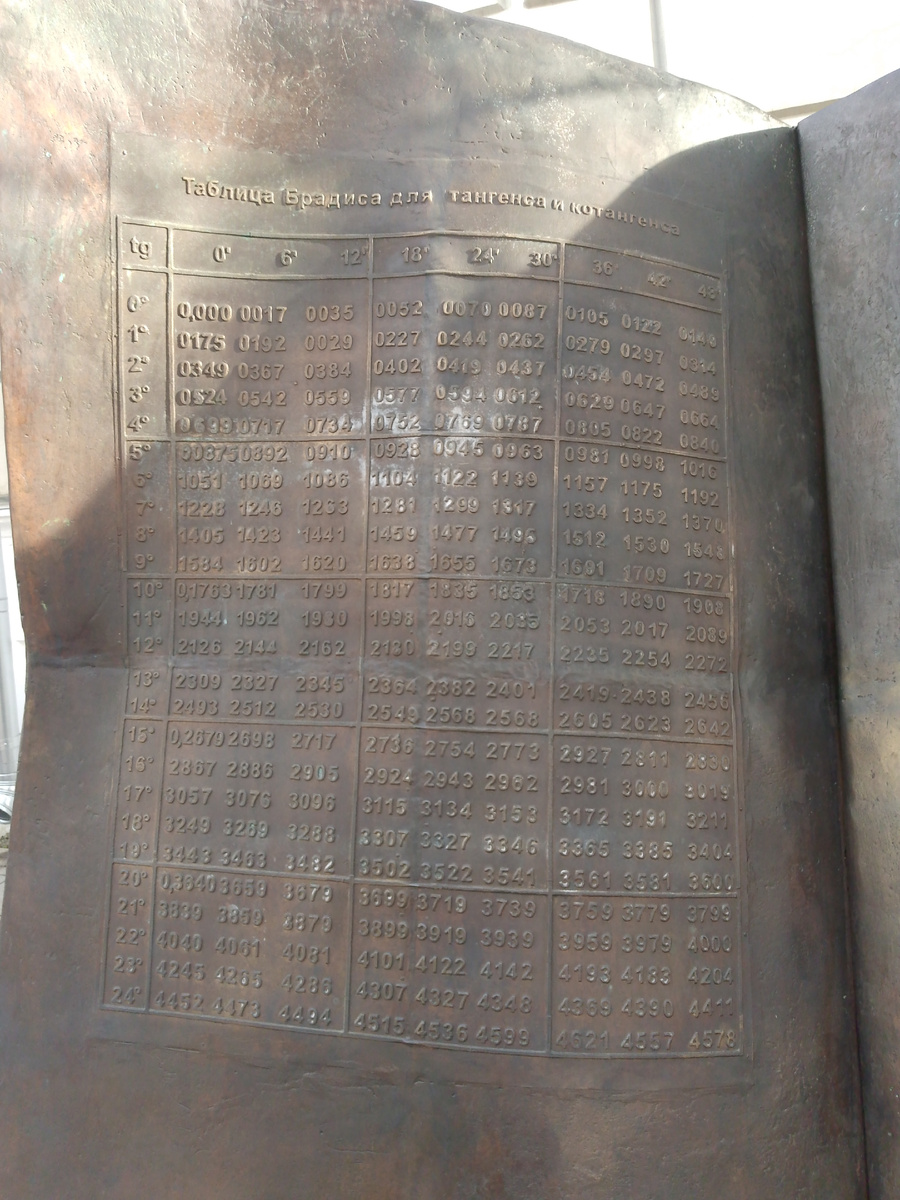 Таблица Брадиса для тангенса и котангенса
tg 0' 6' 12' 18' 24' 30' 36' 42' 48'
0° 0,000 0017 0035 0052 0070 0087 0105 0122 0140
1° 0175 0192 0029 0227 0244 0262 0279 0297 0314
2° 0349 0367 0384 0402 0419 0437 0454 0472 0489
3° 0524 0542 0559 0577 0594 0612 0629 0647 0664
4° 0699 0717 0734 0752 0769 0787 0805 0822 0840
5° 00875 0892 0910 0928 0945 0963 0981 0998 1016
6° 1051 1069 1086 1104 1122 1139 1157 1175 1192
7° 1228 1246 1263 1281 1299 1317 1334 1352 1370
8° 1405 1423 1441 1459 1477 1495 1512 1530 1548
9° 1584 1602 1620 1638 1655 1673 1691 1709 1727
10° 0,1763 1781 1799 1817 1835 1853 1718 1890 1908
11° 1944 1962 1980 1998 2016 2035 2053 2017 2089
12° 2126 2144 2162 2180 2199 2217 2235 2254 2272
13° 2309 2327 2345 2364 2382 2401 2419 2438 2456
14° 2493 2512 2530 2549 2568 2568 2605 2623 2642
15° 0,2679 2698 2717 2736 2754 2773 2927 2811 2830
16° 2867 2886 2905 2924 2943 2962 2981 3000 3019
17° 3057 3076 3096 3115 3134 3153 3172 3191 3211
18° 3249 3269 3288 3307 3327 3346 3365 3385 3404
19° 3443 3463 3482 3502 3522 3541 3561 3581 3600
20° 0,3640 3659 3679 3699 3719 3739 3759 3779 3799
21° 3839 3859 3879 3899 3919 3939 3959 3979 4000
22° 4040 4061 4081 4101 4122 4142 4193 4183 4204
23° 4245 4265 4286 4307 4327 4348 4369 4390 4411
24° 4452 4473 4494 4515 4536 4599 4621 4557 4578